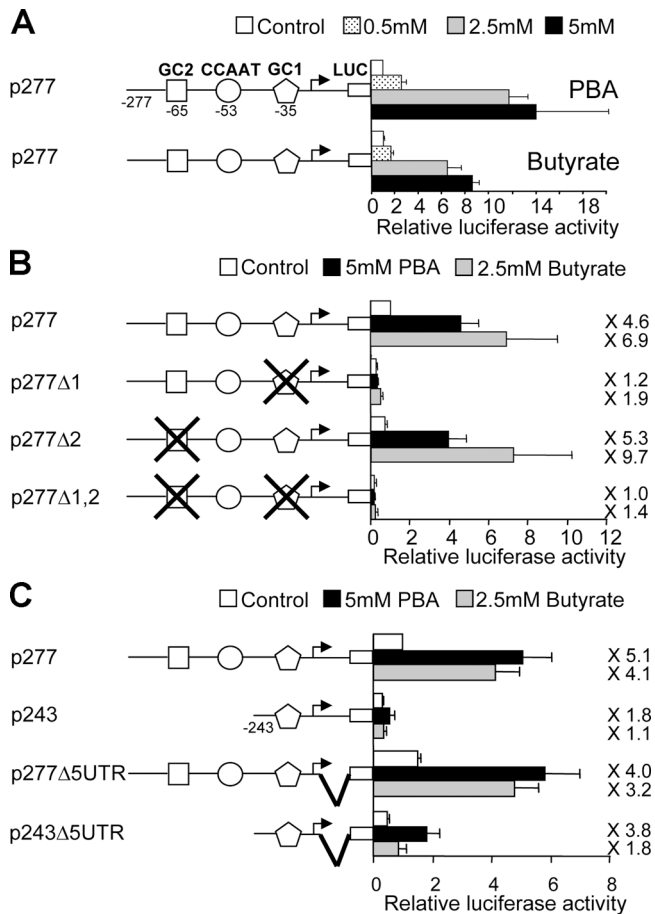 A
Control 0.5mM 2.5mM 5mM
GC2 CCAAT GC1 LUC
p277
-277 -65 -53 -35
PBA
p277
Butyrate
0 2 4 6 8 10 14 18
Relative luciferase activity
B
Control 5mM PBA 2.5mM Butyrate
p277
X 4.6
X 6.9
p277Δ1
X 1.2
X 1.9
p277Δ2
X 5.3
X 9.7
p277Δ1,2
X 1.0
X 1.4
0 2 4 6 8 10 12
Relative luciferase activity
C
Control 5mM PBA 2.5mM Butyrate
p277
X 5.1
X 4.1
p243
-243
X 1.8
X 1.1
p277Δ5UTR
X 4.0
X 3.2
p243Δ5UTR
X 3.8
X 1.8
0 2 4 6 8
Relative luciferase activity